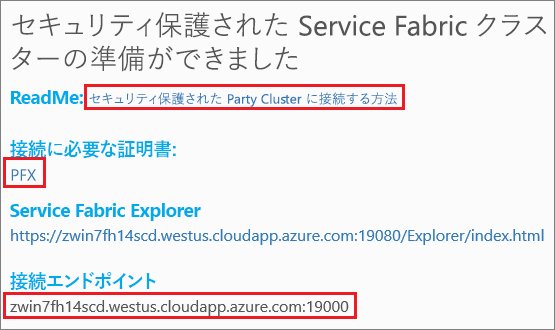 セキュリティ保護された Service Fabric クラス
ターの準備ができました
ReadMe: セキュリティ保護された Party Cluster に接続する方法
接続に必要な証明書:
PFX
Service Fabric Explorer
https://zwin7fh14scd.westus.cloudapp.azure.com:19080/Explorer/index.html
接続エンドポイント
zwin7fh14scd.westus.cloudapp.azure.com:19000